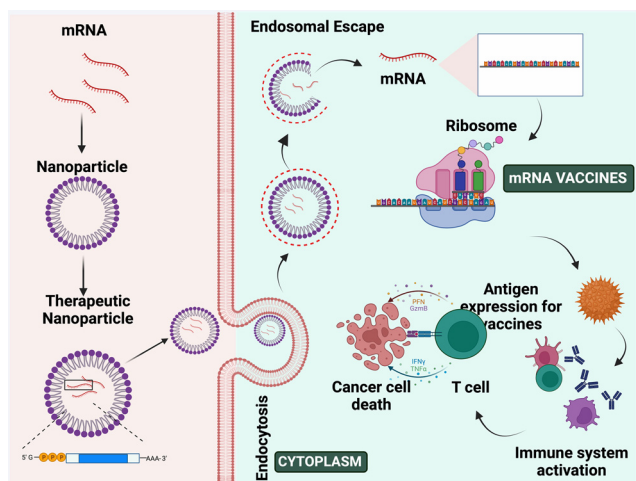 mRNA
Nanoparticle
Therapeutic
Nanoparticle
5' G
P P P
AAA- 3'
Endocytosis
CYTOPLASM
Endosomal Escape
mRNA
Ribosome
mRNA VACCINES
Antigen
expression for
vaccines
Immune system
activation
T cell
PFN
GzmB
IFNγ
TNFα
Cancer cell
death